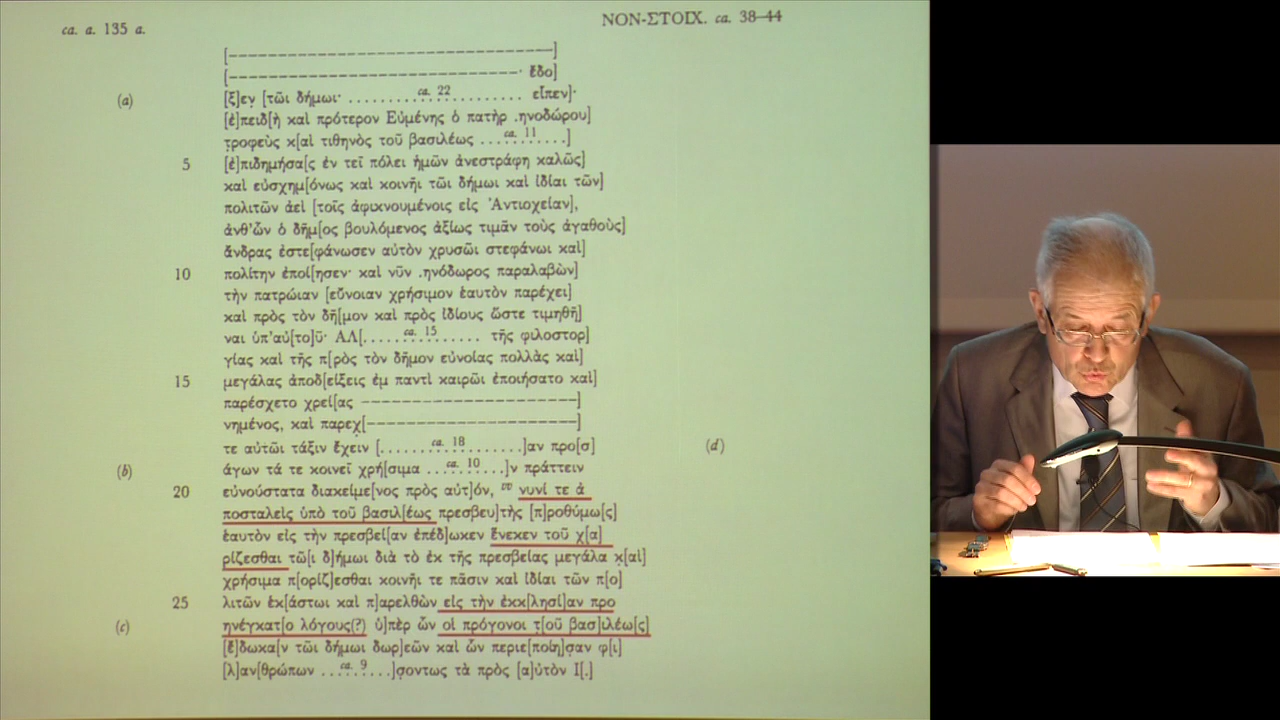 ca. a. 135 a. ΝΟΝ-ΣΤΟΙΧ. ca. 38–44
[––––––––––––––––––––––––––––––]
[––––––––––––––––––––––––––· ἔδο]
(a) [ξ]εν [τῶι δήμωι· ........ca. 22........ εἶπεν]·
[ἐ]πειδ[ὴ καὶ πρότερον Εὐμένης ὁ πατὴρ .ηνοδώρου]
τροφεὺς κ[αὶ τιθηνὸς τοῦ βασιλέως ....ca. 11....]
5 [ἐ]πιδημήσα[ς ἐν τεῖ πόλει ἡμῶν ἀνεστράφη καλῶς]
καὶ εὐσχημ[όνως καὶ κοινῆι τῶι δήμωι καὶ ἰδίαι τῶν]
πολιτῶν ἀεὶ [τοῖς ἀφικνουμένοις εἰς Ἀντιοχείαν],
ἀνθ'ὧν ὁ δῆμ[ος βουλόμενος ἀξίως τιμᾶν τοὺς ἀγαθοὺς]
ἄνδρας ἐστε[φάνωσεν αὐτὸν χρυσῶι στεφάνωι καὶ]
10 πολίτην ἐποί[ησεν· καὶ νῦν .ηνόδωρος παραλαβὼν]
τὴν πατρώιαν [εὔνοιαν χρήσιμον ἑαυτὸν παρέχει]
καὶ πρὸς τὸν δῆ[μον καὶ πρὸς ἰδίους ὥστε τιμηθῆ]
ναι ὑπ'αὐ[το]ῦ· ΑΛ[......ca. 15...... τῆς φιλοστορ]
γίας καὶ τῆς π[ρὸς τὸν δῆμον εὐνοίας πολλὰς καὶ]
15 μεγάλας ἀποδ[είξεις ἐμ παντὶ καιρῶι ἐποιήσατο καὶ]
παρέσχετο χρεί[ας ––––––––––––––––––––]
νημένος, καὶ παρεχ[–––––––––––––––––––]
τε αὐτῶι τάξιν ἔχειν [......ca. 18......]αν προ[σ] (d)
(b) άγων τά τε κοινεῖ χρή[σιμα ...ca. 10...]ν πράττειν
20 εὐνούστατα διακείμε[νος πρὸς αὐτ]όν, vv νυνί τε ἀ
ποσταλεὶς ὑπὸ τοῦ βασιλ[έως πρεσβευ]τὴς [π]ροθύμω[ς]
ἑαυτὸν εἰς τὴν πρεσβεί[αν ἐπέδ]ωκεν ἕνεκεν τοῦ χ[α]
ρίζεσθαι τῶ[ι δ]ήμωι διὰ τὸ ἐκ τῆς πρεσβείας μεγάλα κ[αὶ]
χρήσιμα π[ορίζ]εσθαι κοινῆι τε πᾶσιν καὶ ἰδίαι τῶν π[ο]
25 λιτῶν ἑκ[άστωι καὶ π]αρελθὼν εἰς τὴν ἐκκ[λησί]αν προ
(c) ηνέγκατ[ο λόγους(?) ὑ]πὲρ ὧν οἱ πρόγονοι τ[οῦ βασ]ιλέω[ς]
[ἔ]δωκα[ν τῶι δήμωι δωρ]εῶν καὶ ὧν περιε[ποίη]σαν φ[ι]
[λ]αν[θρώπων ...ca. 9...]σοντως τὰ πρὸς [α]ὑτὸν Ι[.]